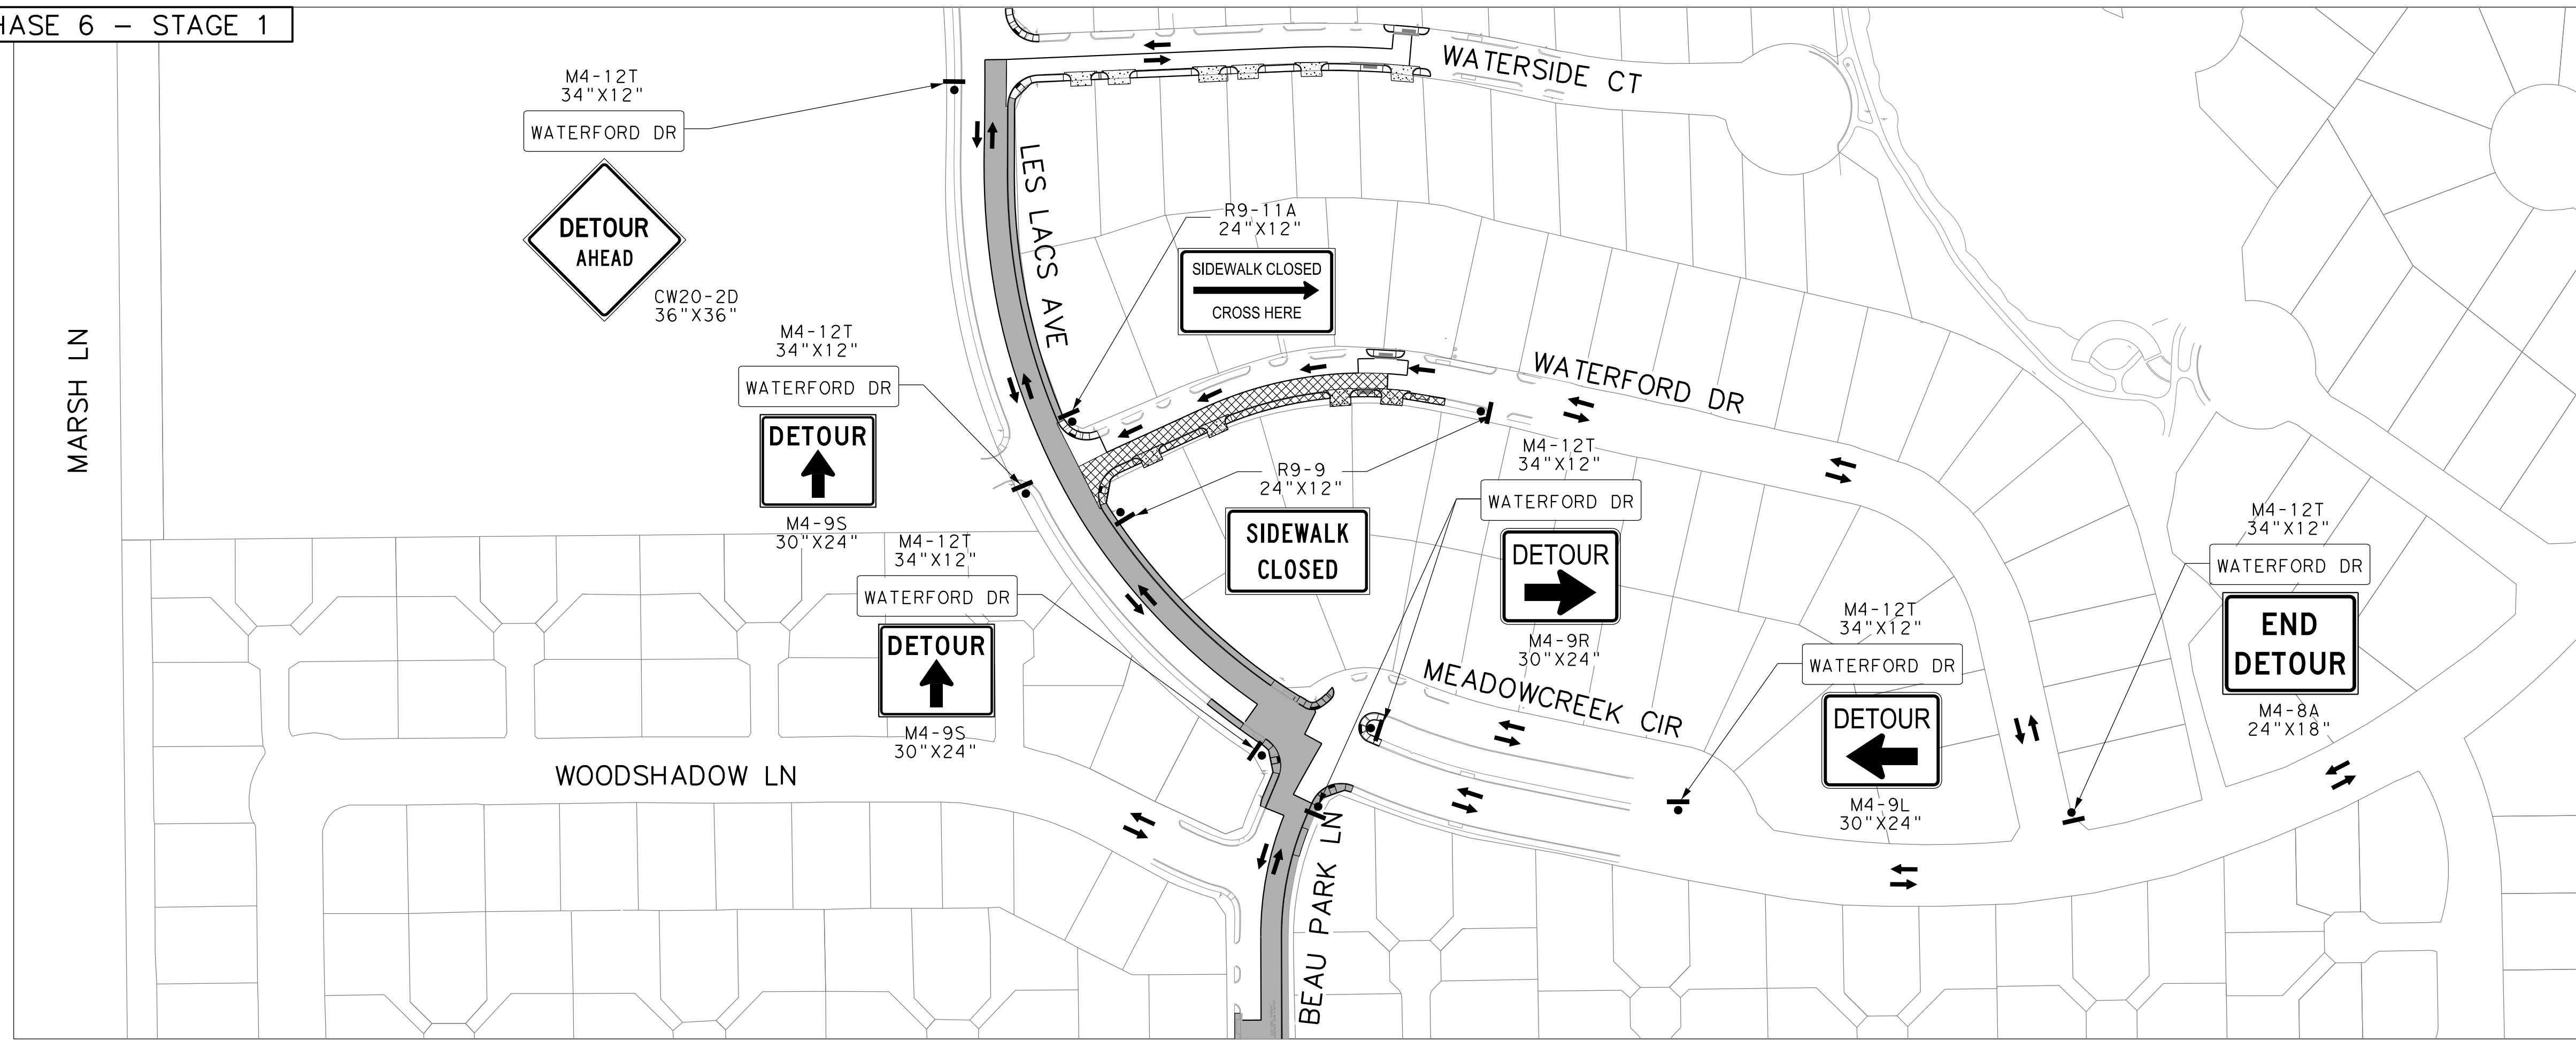 HASE 6 – STAGE 1
M4-12T
34"X12"
WATERFORD DR
DETOUR
AHEAD
CW20-2D
36"X36"
WATERSIDE CT
LES LACS AVE
R9-11A
24"X12"
SIDEWALK CLOSED
CROSS HERE
MARSH LN
M4-12T
34"X12"
WATERFORD DR
DETOUR
M4-9S
30"X24"
WATERFORD DR
R9-9
24"X12"
SIDEWALK
CLOSED
M4-12T
34"X12"
WATERFORD DR
DETOUR
M4-9R
30"X24"
M4-12T
34"X12"
WATERFORD DR
END
DETOUR
M4-8A
24"X18"
M4-12T
34"X12"
WATERFORD DR
DETOUR
M4-9S
30"X24"
M4-12T
34"X12"
WATERFORD DR
DETOUR
M4-9L
30"X24"
MEADOWCREEK CIR
WOODSHADOW LN
BEAU PARK LN